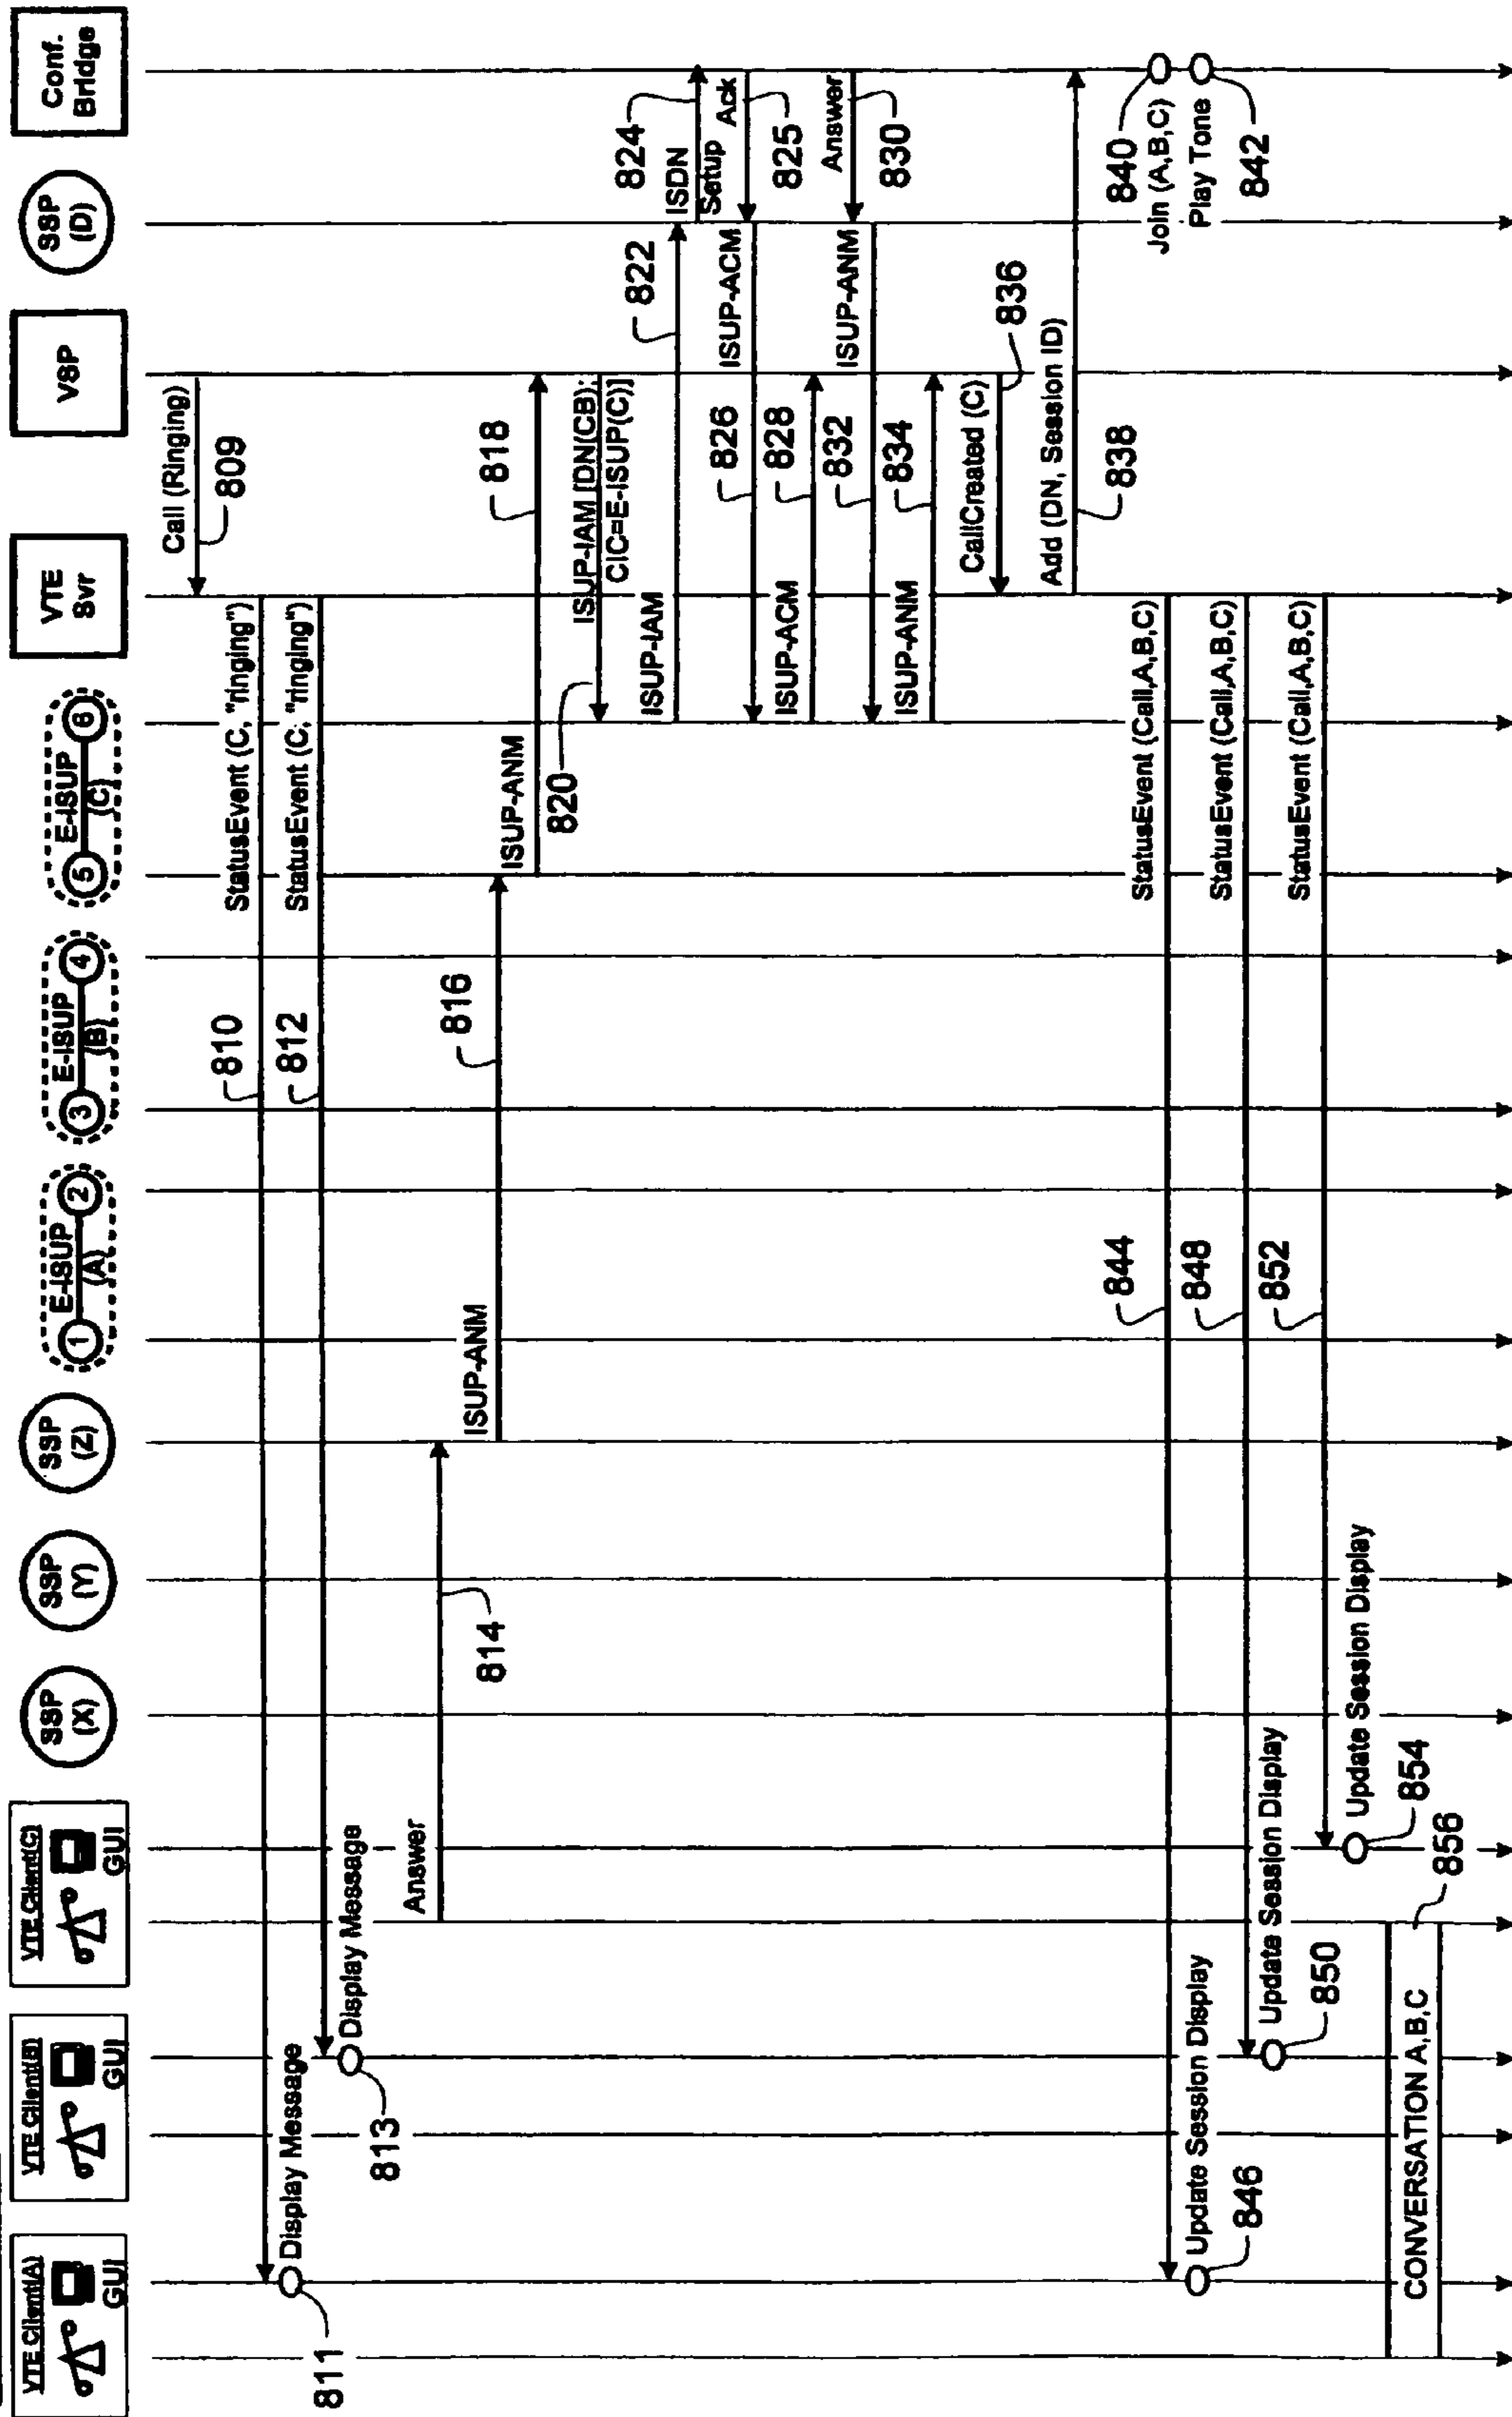 VTE Client(A)
GUI
VTE Client(B)
GUI
VTE Client(C)
GUI
SSP
(X)
SSP
(Y)
SSP
(Z)
1
E-ISUP
(A)
2
3
E-ISUP
(B)
4
5
E-ISUP
(C)
6
VTE
Svr
VSP
SSP
(D)
Conf.
Bridge
Call (Ringing)
809
StatusEvent (C, "ringing")
810
Display Message
811
StatusEvent (C, "ringing")
812
Display Message
813
Answer
814
ISUP-ANM
816
ISUP-ANM
818
ISUP-IAM [DN(CB);
CIC=E-ISUP(C)]
820
ISUP-IAM
822
ISDN
Setup
824
Ack
825
ISUP-ACM
826
ISUP-ACM
828
Answer
830
ISUP-ANM
832
ISUP-ANM
834
CallCreated (C)
836
Add (DN, Session ID)
838
840
Join (A,B,C)
Play Tone
842
StatusEvent (Call,A,B,C)
844
Update Session Display
846
StatusEvent (Call,A,B,C)
848
Update Session Display
850
StatusEvent (Call,A,B,C)
852
Update Session Display
854
CONVERSATION A,B,C
856